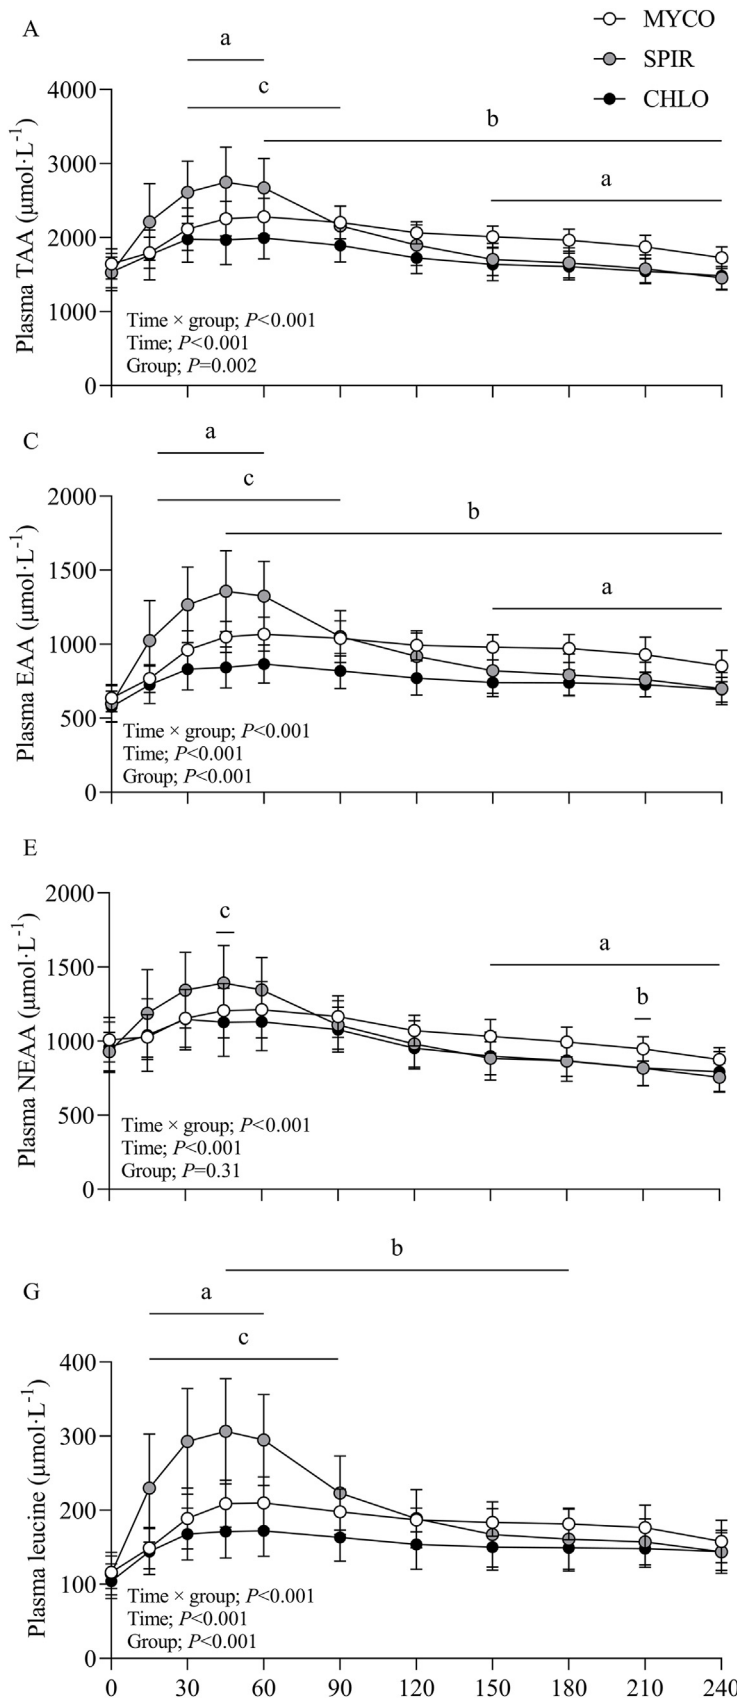 A
MYCO
SPIR
CHLO
a
c
b
a
4000
3000
2000
1000
0
Plasma TAA (µmol·L⁻¹)
Time × group; P<0.001
Time; P<0.001
Group; P=0.002
C
a
c
b
a
2000
1500
1000
500
0
Plasma EAA (µmol·L⁻¹)
Time × group; P<0.001
Time; P<0.001
Group; P<0.001
E
c
a
b
2000
1500
1000
500
0
Plasma NEAA (µmol·L⁻¹)
Time × group; P<0.001
Time; P<0.001
Group; P=0.31
G
b
a
c
400
300
200
100
0
Plasma leucine (µmol·L⁻¹)
Time × group; P<0.001
Time; P<0.001
Group; P<0.001
0 30 60 90 120 150 180 210 240